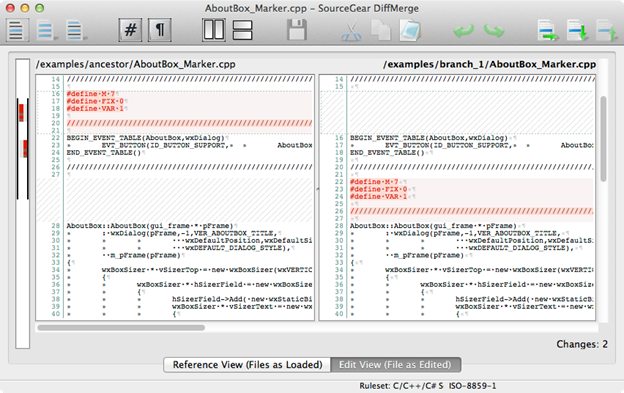 AboutBox_Marker.cpp – SourceGear DiffMerge
# ¶
/examples/ancestor/AboutBox_Marker.cpp
14 ////////////////////////////////////////////////
15
16 #define·M·7
17 #define·FIX·0
18 #define·VAR·1
19
20 ////////////////////////////////////////////////
21
22 BEGIN_EVENT_TABLE(AboutBox,wxDialog)
23 EVT_BUTTON(ID_BUTTON_SUPPORT, AboutBox
24 END_EVENT_TABLE()
25
26 ////////////////////////////////////////////////
27
28 AboutBox::AboutBox(gui_frame·*·pFrame)
29 :·wxDialog(pFrame,-1,VER_ABOUTBOX_TITLE,
30 ···wxDefaultPosition,wxDefaultSi
31 ···wxDEFAULT_DIALOG_STYLE),
32 ··m_pFrame(pFrame)
33 {
34 wxBoxSizer·*·vSizerTop·=·new·wxBoxSizer(wxVERTIC
35 {
36 wxBoxSizer·*·hSizerField·=·new·wxBoxSize
37 {
38 hSizerField->Add(·new·wxStaticBi
39 wxBoxSizer·*·vSizerText·=·new·wx
40 {
/examples/branch_1/AboutBox_Marker.cpp
14 ////////////////////////////////////////////////
15
16 BEGIN_EVENT_TABLE(AboutBox,wxDialog)
17 EVT_BUTTON(ID_BUTTON_SUPPORT, AboutBox
18 END_EVENT_TABLE()
19
20 ////////////////////////////////////////////////
21
22 #define·M·7
23 #define·FIX·0
24 #define·VAR·1
25
26 ////////////////////////////////////////////////
27
28 AboutBox::AboutBox(gui_frame·*·pFrame)
29 :·wxDialog(pFrame,-1,VER_ABOUTBOX_TITLE,
30 ···wxDefaultPosition,wxDefaultSi
31 ···wxDEFAULT_DIALOG_STYLE),
32 ··m_pFrame(pFrame)
33 {
34 wxBoxSizer·*·vSizerTop·=·new·wxBoxSizer(wxVERTIC
35 {
36 wxBoxSizer·*·hSizerField·=·new·wxBoxSize
37 {
38 hSizerField->Add(·new·wxStaticBi
39 wxBoxSizer·*·vSizerText·=·new·wx
40 {
Changes: 2
Reference View (Files as Loaded) Edit View (File as Edited)
Ruleset: C/C++/C# S ISO-8859-1